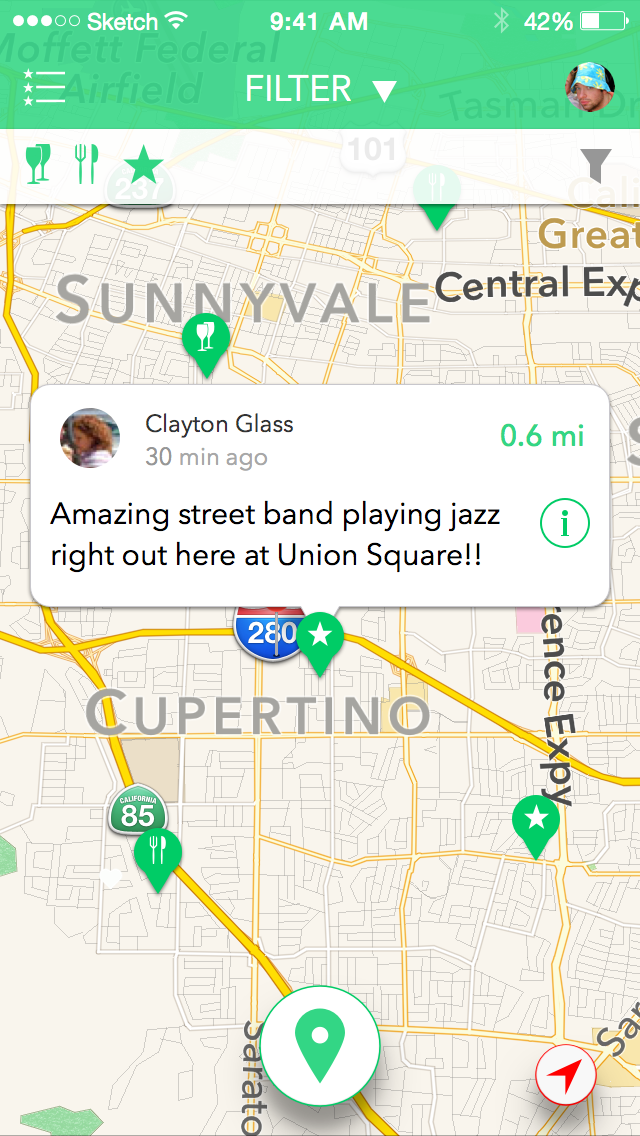 Sketch 9:41 AM 42%
Moffett Federal
Airfield
FILTER
Tasman Dr
101
237
Great
Central Exp
SUNNYVALE
Clayton Glass
30 min ago
0.6 mi
Amazing street band playing jazz
right out here at Union Square!!
i
280
rence Expy
CUPERTINO
CALIFORNIA
85
Sarato
Sar